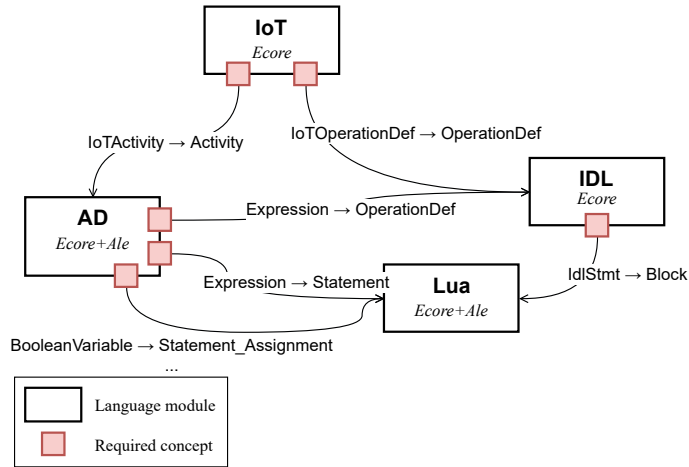 IoT
Ecore
IoTActivity → Activity
IoTOperationDef → OperationDef
IDL
Ecore
AD
Ecore+Ale
Expression → OperationDef
Expression → Statement
IdlStmt → Block
Lua
Ecore+Ale
BooleanVariable → Statement_Assignment
...
Language module
Required concept